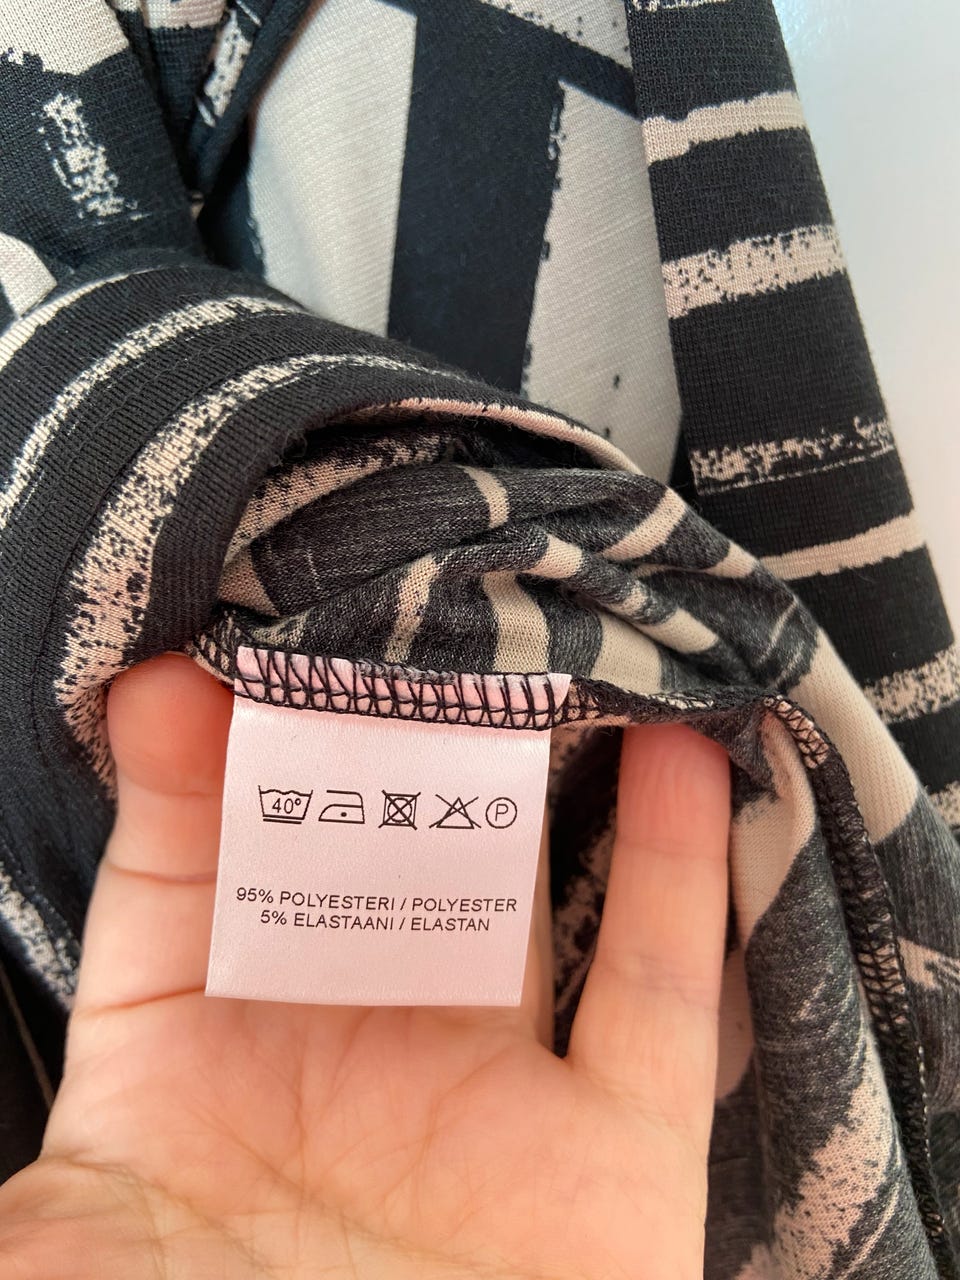 40° P
95% POLYESTERI / POLYESTER
5% ELASTAANI / ELASTAN